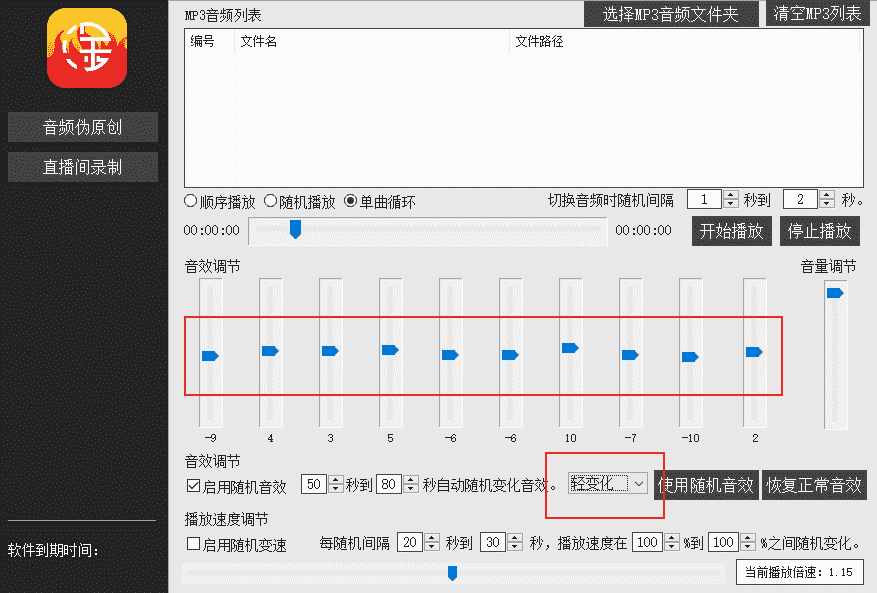 MP3音频列表 选择MP3音频文件夹 清空MP3列表
编号 文件名 文件路径
淘
音频伪原创
直播间录制
顺序播放 随机播放 单曲循环 切换音频时随机间隔 1 秒到 2 秒。
00:00:00 00:00:00 开始播放 停止播放
音效调节 音量调节
-9 4 3 5 -6 -6 10 -7 -10 2
音效调节
启用随机音效 50 秒到 80 秒自动随机变化音效。 轻变化 使用随机音效 恢复正常音效
播放速度调节
启用随机变速 每随机间隔 20 秒到 30 秒，播放速度在 100 %到 100 %之间随机变化。
软件到期时间：
当前播放倍速：1.15